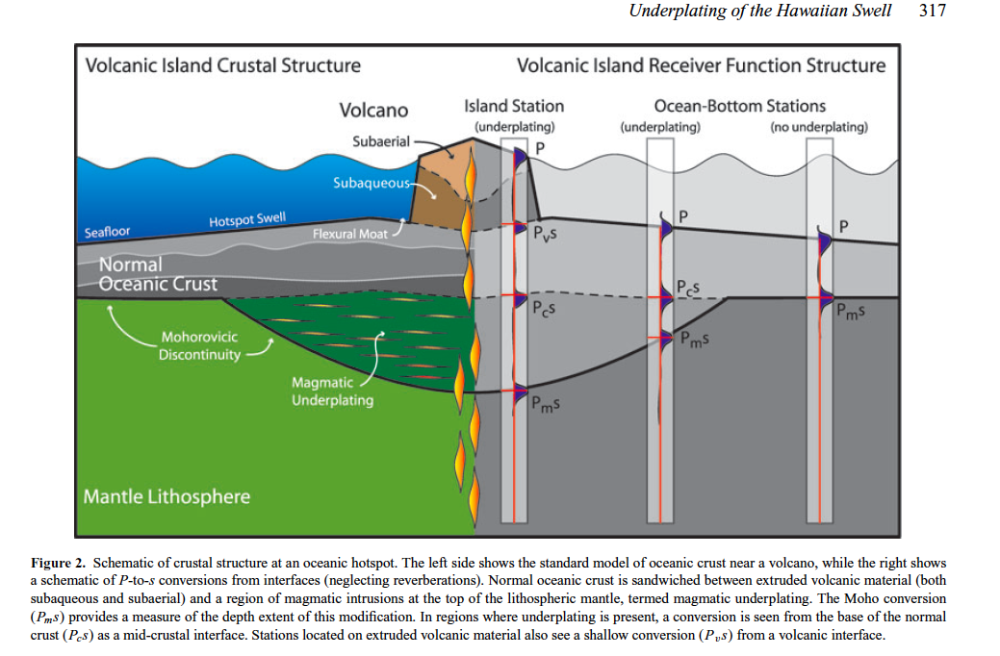 Underplating of the Hawaiian Swell 317
Volcanic Island Crustal Structure
Volcanic Island Receiver Function Structure
Volcano
Island Station
(underplating)
Ocean-Bottom Stations
(underplating)
(no underplating)
Subaerial
P
Subaqueous
Hotspot Swell
Seafloor
Flexural Moat
PᵥS
P
P
Normal
Oceanic Crust
PcS
PcS
PmS
PmS
Mohorovicic
Discontinuity
Magmatic
Underplating
PmS
Mantle Lithosphere
Figure 2. Schematic of crustal structure at an oceanic hotspot. The left side shows the standard model of oceanic crust near a volcano, while the right shows
a schematic of P-to-s conversions from interfaces (neglecting reverberations). Normal oceanic crust is sandwiched between extruded volcanic material (both
subaqueous and subaerial) and a region of magmatic intrusions at the top of the lithospheric mantle, termed magmatic underplating. The Moho conversion
(Pms) provides a measure of the depth extent of this modification. In regions where underplating is present, a conversion is seen from the base of the normal
crust (Pcs) as a mid-crustal interface. Stations located on extruded volcanic material also see a shallow conversion (Pᵥs) from a volcanic interface.